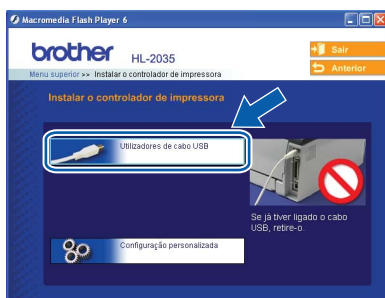 Macromedia Flash Player 6
brother
HL-2035
Sair
Menu superior >> Instalar o controlador de impressora
Anterior
Instalar o controlador de impressora
Utilizadores de cabo USB
Se já tiver ligado o cabo
USB, retire-o.
Configuração personalizada